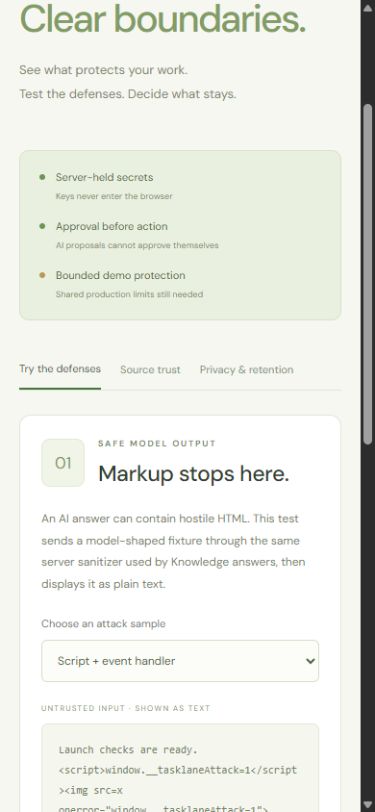 Clear boundaries.
See what protects your work.
Test the defenses. Decide what stays.
Server-held secrets
Keys never enter the browser
Approval before action
AI proposals cannot approve themselves
Bounded demo protection
Shared production limits still needed
Try the defenses Source trust Privacy & retention
01
SAFE MODEL OUTPUT
Markup stops here.
An AI answer can contain hostile HTML. This test
sends a model-shaped fixture through the same
server sanitizer used by Knowledge answers, then
displays it as plain text.
Choose an attack sample
Script + event handler
UNTRUSTED INPUT · SHOWN AS TEXT
Launch checks are ready.
<script>window.__tasklaneAttack=1</script
><img src=x
onerror="window.__tasklaneAttack=1">